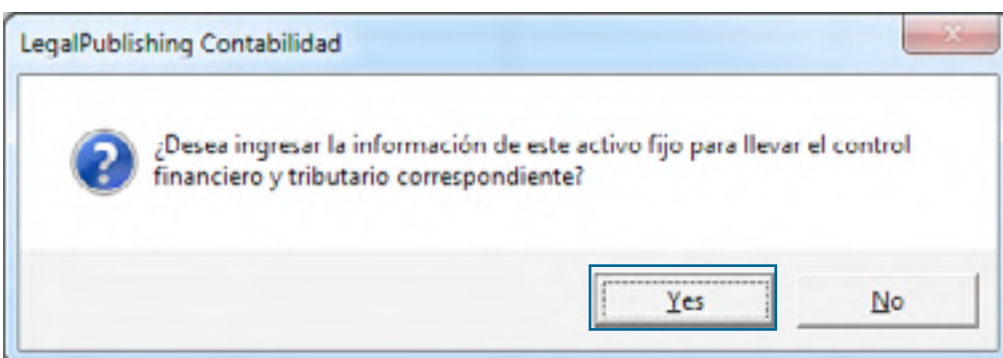 LegalPublishing Contabilidad
¿Desea ingresar la información de este activo fijo para llevar el control
financiero y tributario correspondiente?
Yes
No